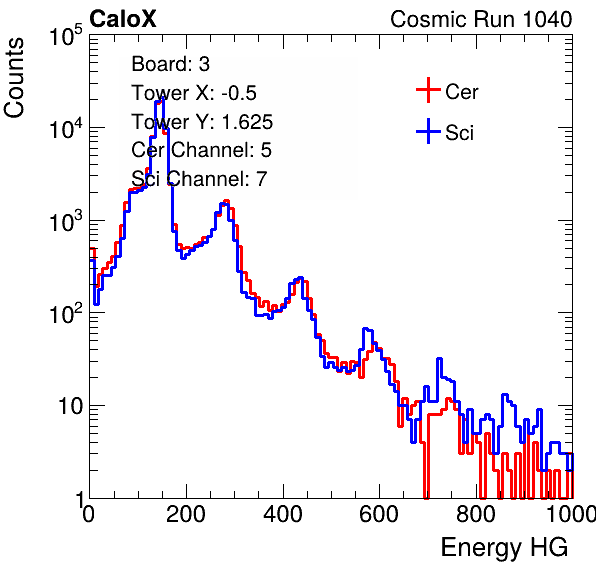 CaloX
Cosmic Run 1040
Counts
Board: 3
Tower X: -0.5
Tower Y: 1.625
Cer Channel: 5
Sci Channel: 7
Cer
Sci
10^5
10^4
10^3
10^2
10
1
0 200 400 600 800 1000
Energy HG